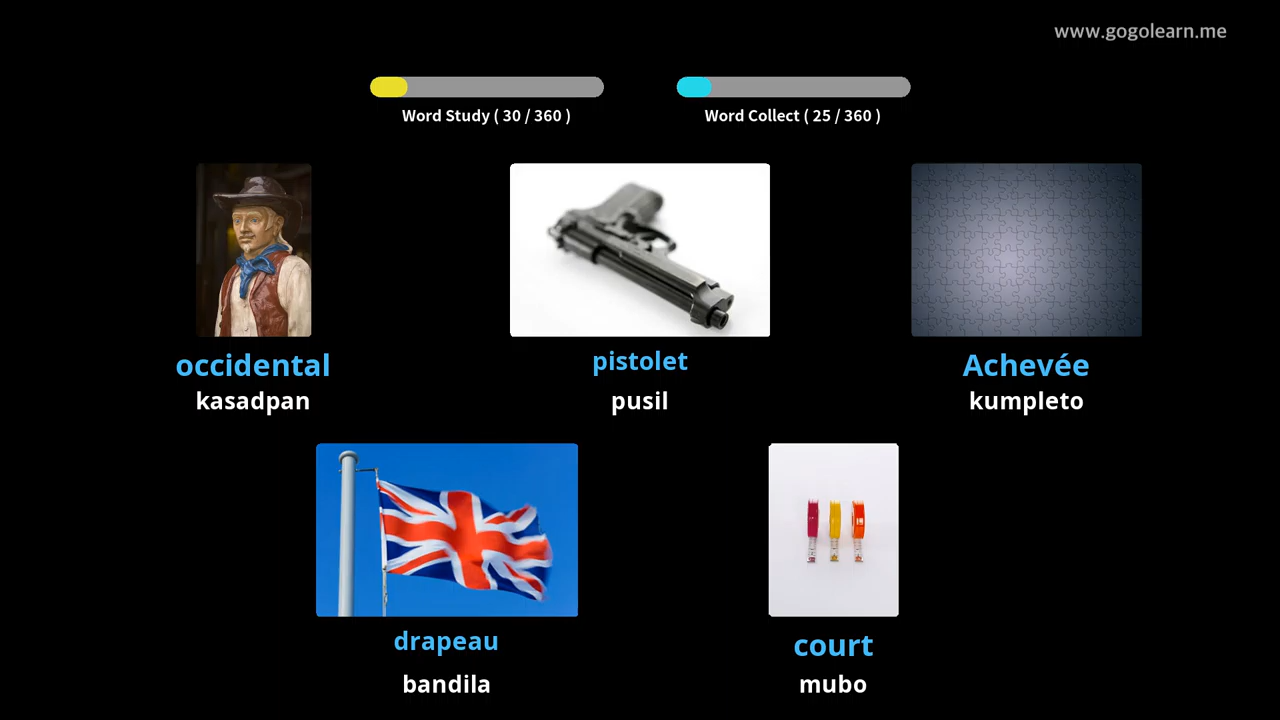 www.gogolearn.me
Word Study ( 30 / 360 )
Word Collect ( 25 / 360 )
occidental
kasadpan
pistolet
pusil
Achevée
kumpleto
drapeau
bandila
court
mubo